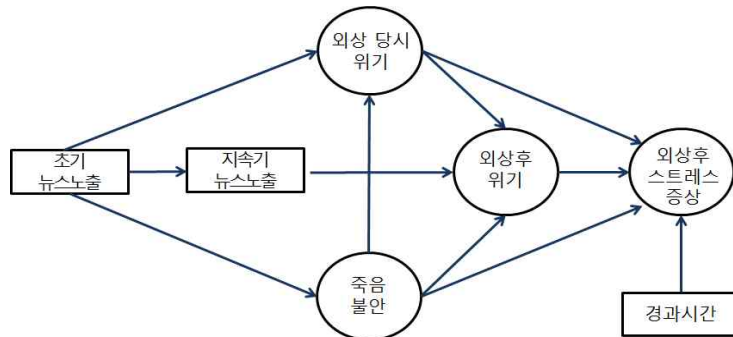 외상 당시
위기
초기
뉴스노출
지속기
뉴스노출
외상후
위기
외상후
스트레스
증상
죽음
불안
경과시간